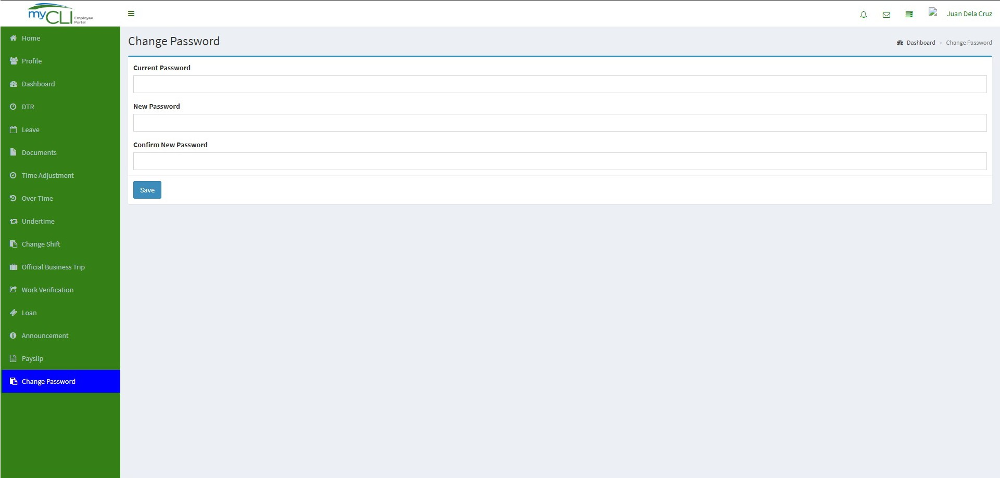 myCLI Employee
Portal
Juan Dela Cruz
Home
Profile
Dashboard
DTR
Leave
Documents
Time Adjustment
Over Time
Undertime
Change Shift
Official Business Trip
Work Verification
Loan
Announcement
Payslip
Change Password
Change Password
Dashboard > Change Password
Current Password
New Password
Confirm New Password
Save